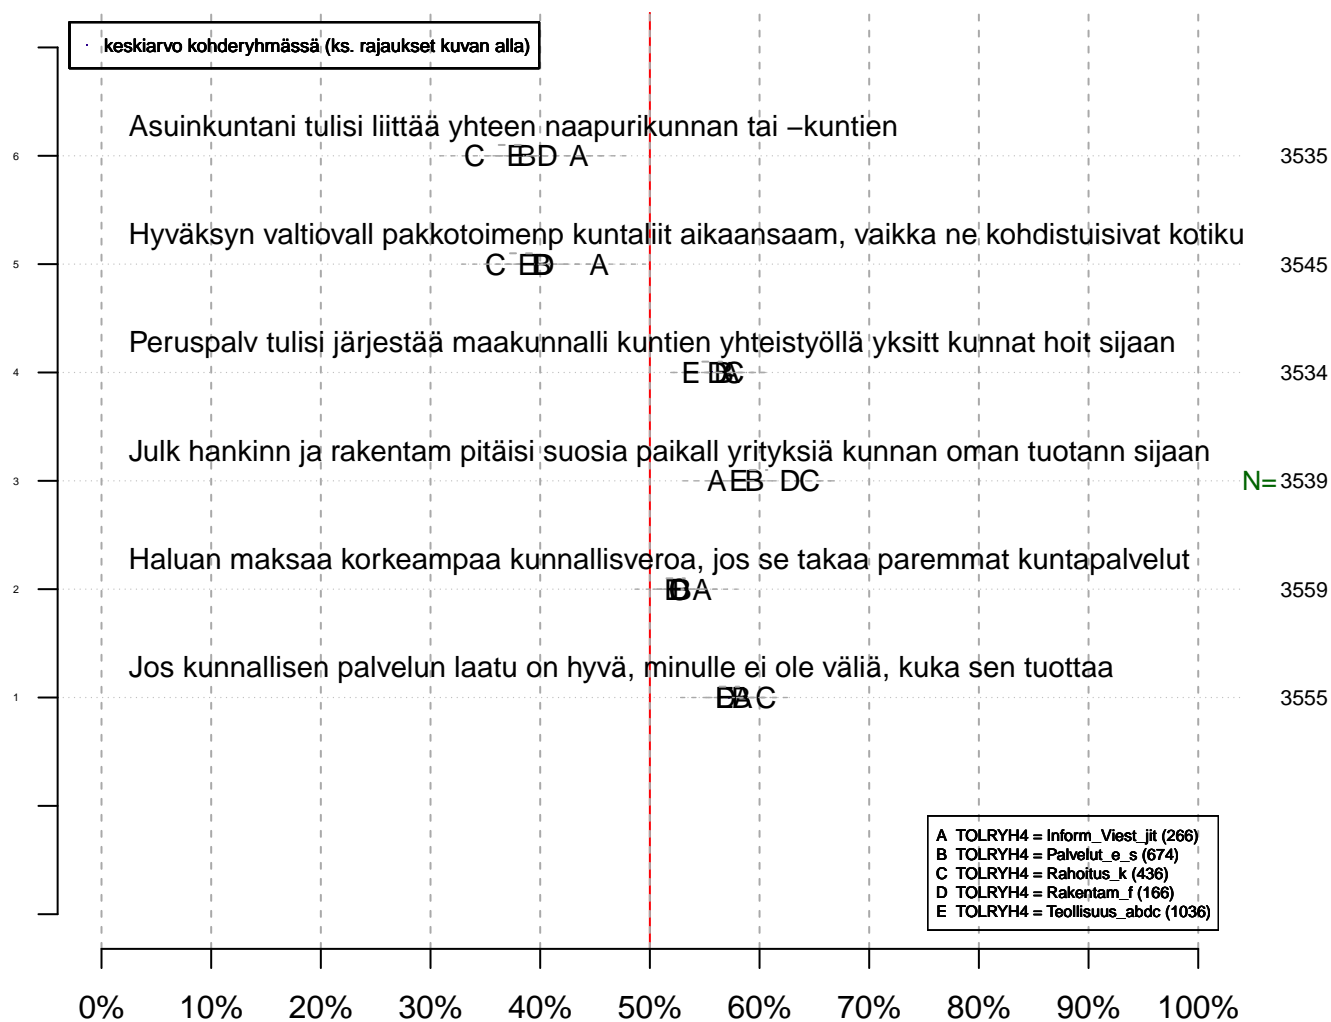 keskiarvo kohderyhmässä (ks. rajaukset kuvan alla)
Asuinkuntani tulisi liittää yhteen naapurikunnan tai –kuntien
6 C E B D A 3535
Hyväksyn valtiovall pakkotoimenp kuntaliit aikaansaam, vaikka ne kohdistuisivat kotiku
5 C E B D A 3545
Peruspalv tulisi järjestää maakunnalli kuntien yhteistyöllä yksitt kunnat hoit sijaan
4 E D B A C 3534
Julk hankinn ja rakentam pitäisi suosia paikall yrityksiä kunnan oman tuotann sijaan
3 A E B D C N= 3539
Haluan maksaa korkeampaa kunnallisveroa, jos se takaa paremmat kuntapalvelut
2 A 3559
Jos kunnallisen palvelun laatu on hyvä, minulle ei ole väliä, kuka sen tuottaa
1 E D B A C 3555
A TOLRYH4 = Inform_Viest_jit (266)
B TOLRYH4 = Palvelut_e_s (674)
C TOLRYH4 = Rahoitus_k (436)
D TOLRYH4 = Rakentam_f (166)
E TOLRYH4 = Teollisuus_abdc (1036)
0% 10% 20% 30% 40% 50% 60% 70% 80% 90% 100%